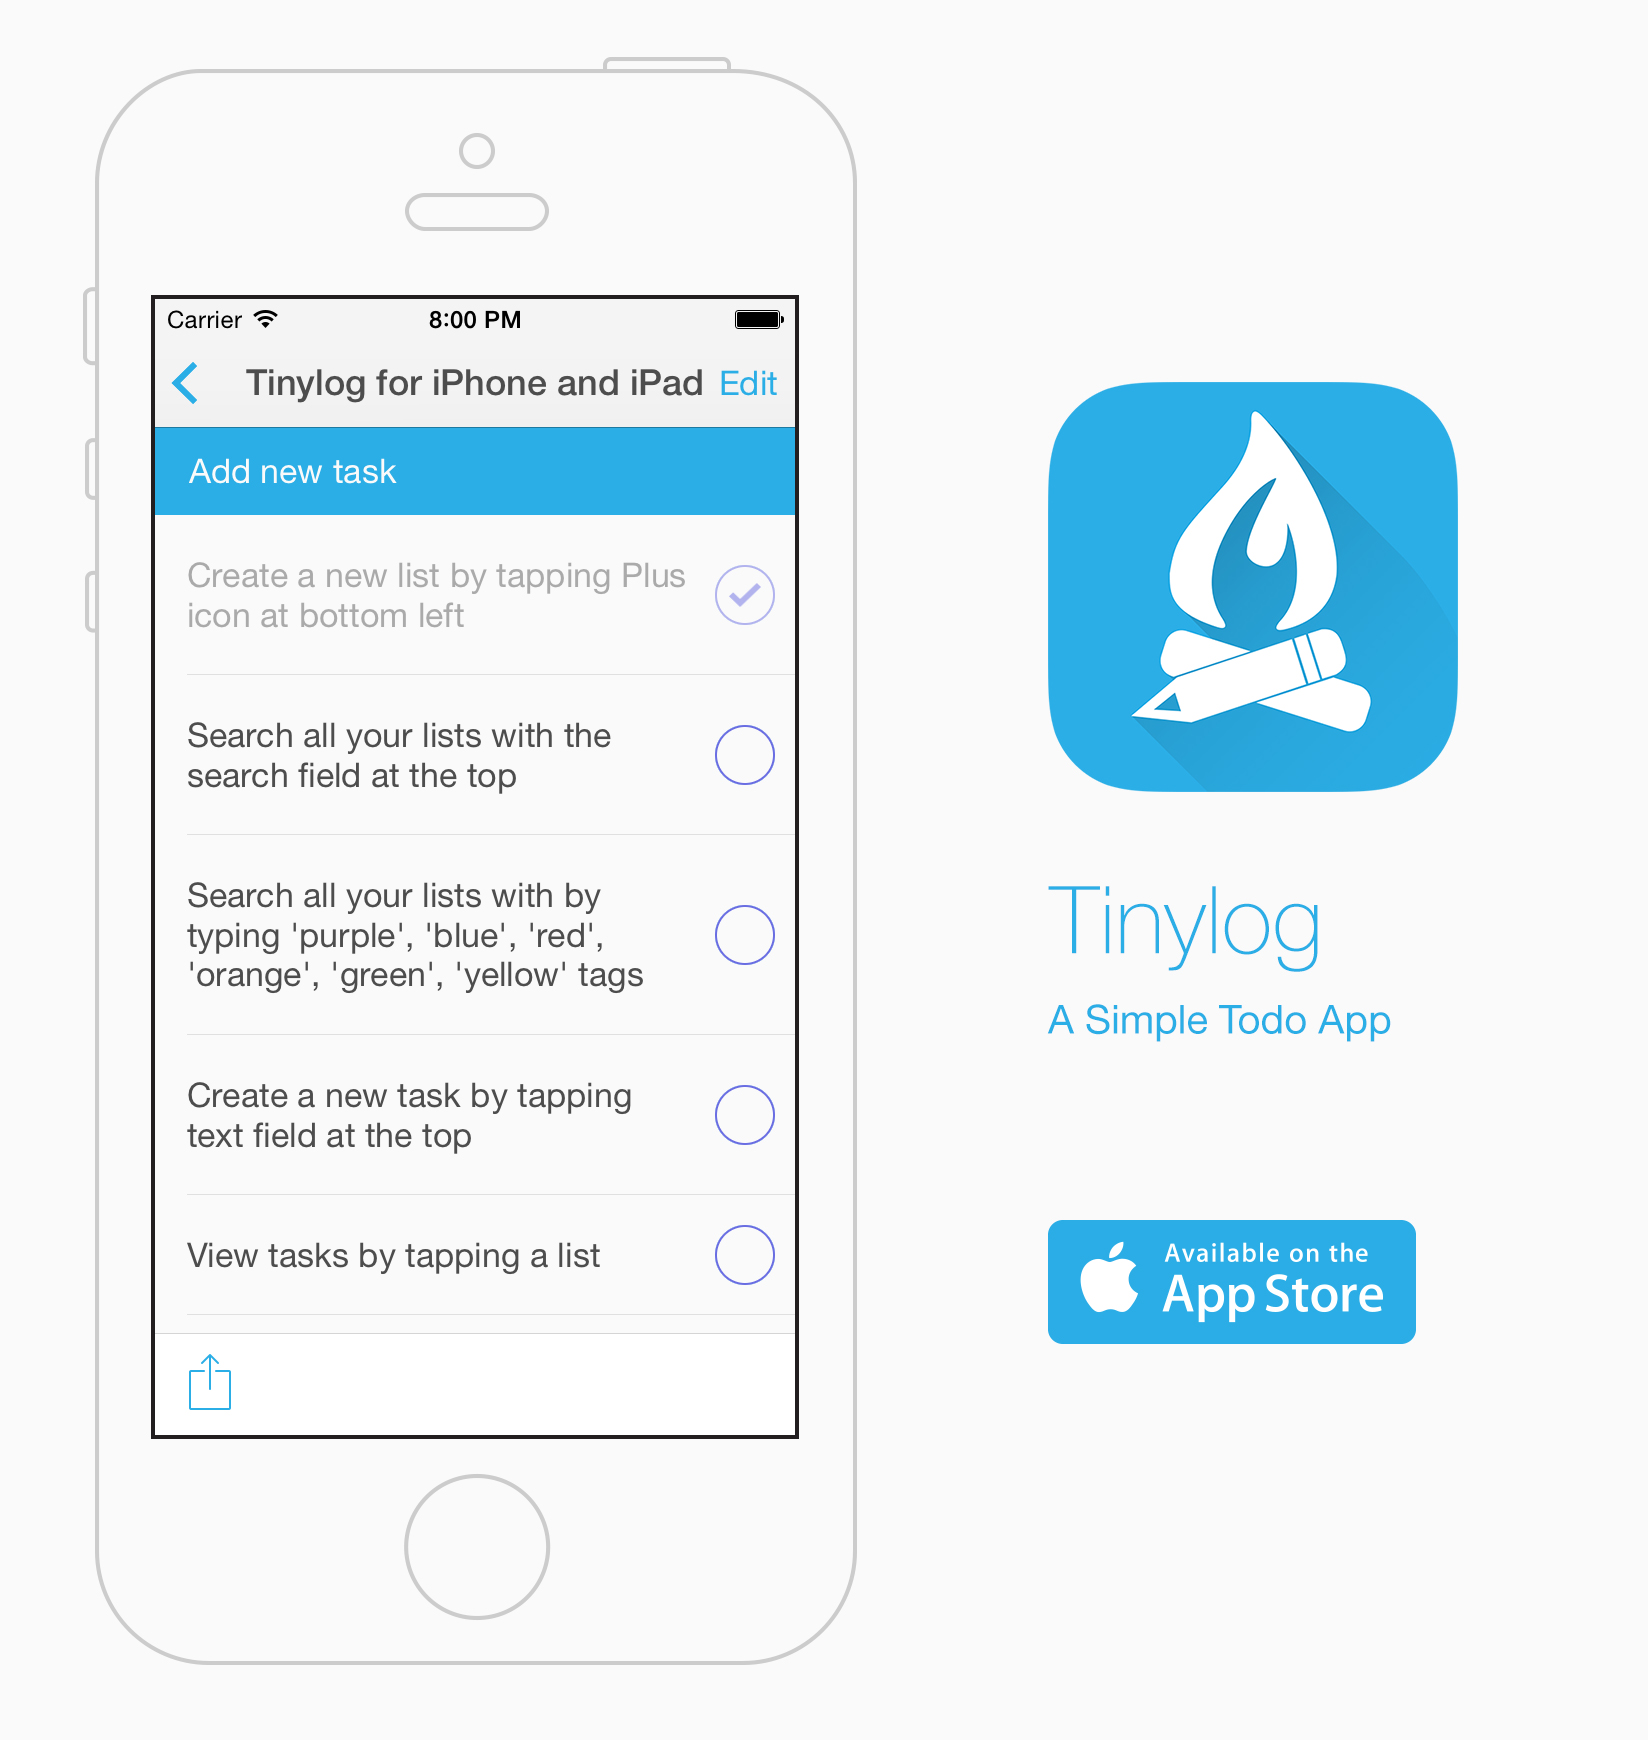 Carrier 8:00 PM
Tinylog for iPhone and iPad Edit
Add new task
Create a new list by tapping Plus
icon at bottom left
Search all your lists with the
search field at the top
Search all your lists with by
typing 'purple', 'blue', 'red',
'orange', 'green', 'yellow' tags
Create a new task by tapping
text field at the top
View tasks by tapping a list
Tinylog
A Simple Todo App
Available on the
App Store